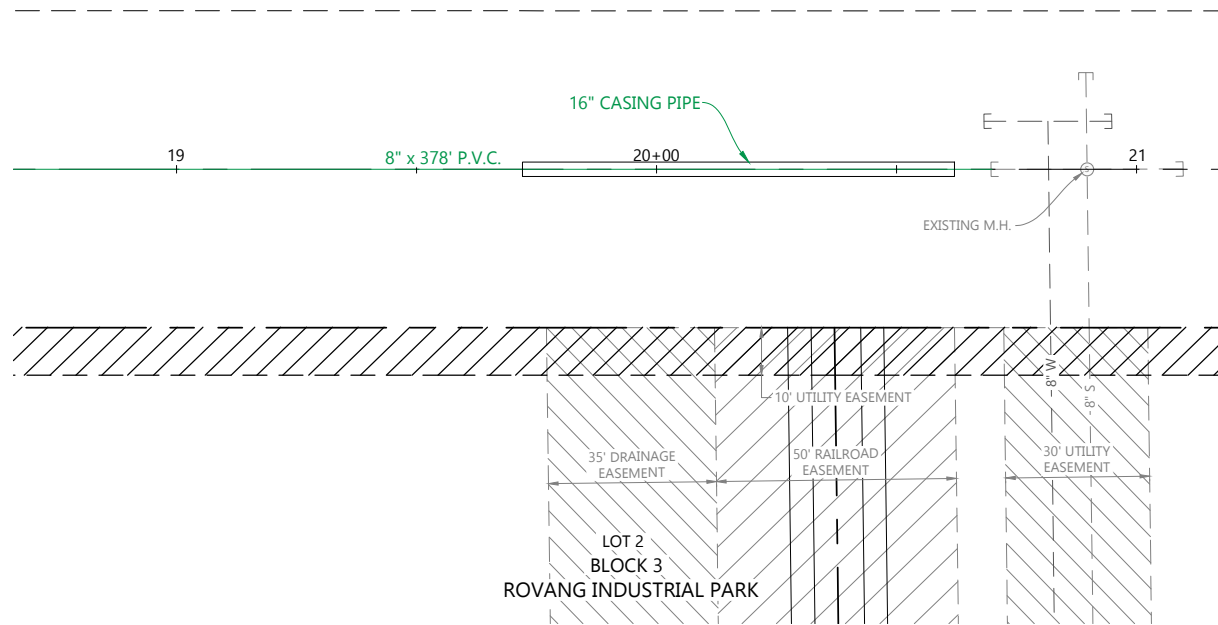 16" CASING PIPE
19
8" x 378' P.V.C.
20+00
21
S
EXISTING M.H.
10' UTILITY EASEMENT
8" W
8" S
35' DRAINAGE
EASEMENT
50' RAILROAD
EASEMENT
30' UTILITY
EASEMENT
LOT 2
BLOCK 3
ROVANG INDUSTRIAL PARK